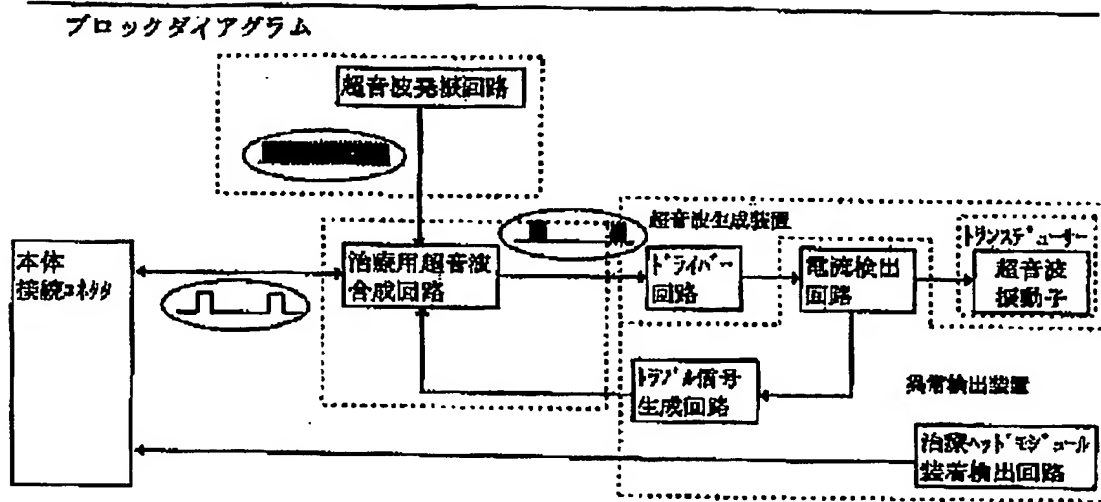 ブロックダイアグラム
超音波発振回路
超音波生成装置
トランスデューサー
本体
接続コネクタ
治療用超音波
合成回路
ドライバー
回路
電流検出
回路
超音波
振動子
トラブル信号
生成回路
異常検出装置
治療ヘッドモジュール
装着検出回路